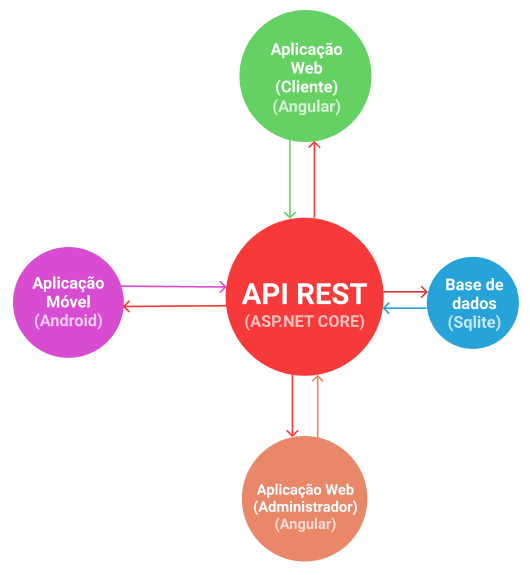 Aplicação
Web
(Cliente)
(Angular)
Aplicação
Móvel
(Android)
API REST
(ASP.NET CORE)
Base de
dados
(Sqlite)
Aplicação Web
(Administrador)
(Angular)